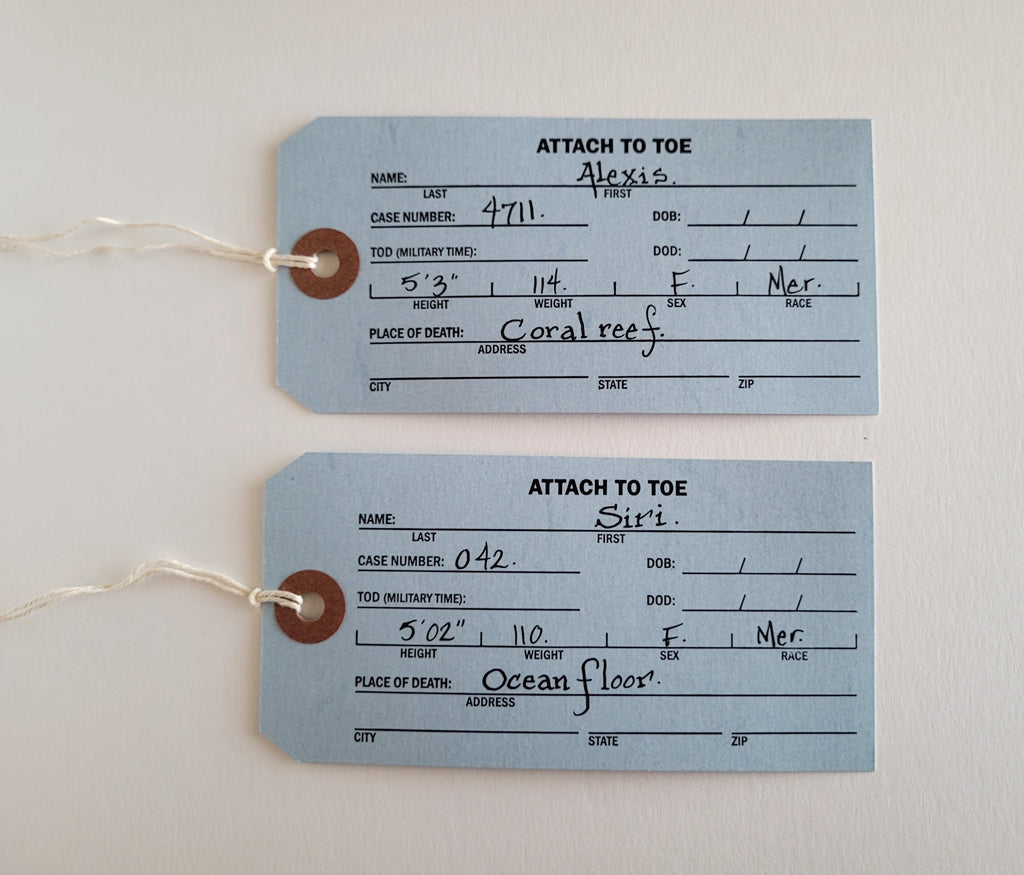 ATTACH TO TOE
NAME: Alexis.
LAST FIRST
CASE NUMBER: 4711. DOB: / /
TOD (MILITARY TIME): DOD: / /
5'3" 114. F. Mer.
HEIGHT WEIGHT SEX RACE
PLACE OF DEATH: Coral reef.
ADDRESS
CITY STATE ZIP
ATTACH TO TOE
NAME: Siri.
LAST FIRST
CASE NUMBER: 042. DOB: / /
TOD (MILITARY TIME): DOD: / /
5'02" 110. F. Mer.
HEIGHT WEIGHT SEX RACE
PLACE OF DEATH: Ocean floor.
ADDRESS
CITY STATE ZIP